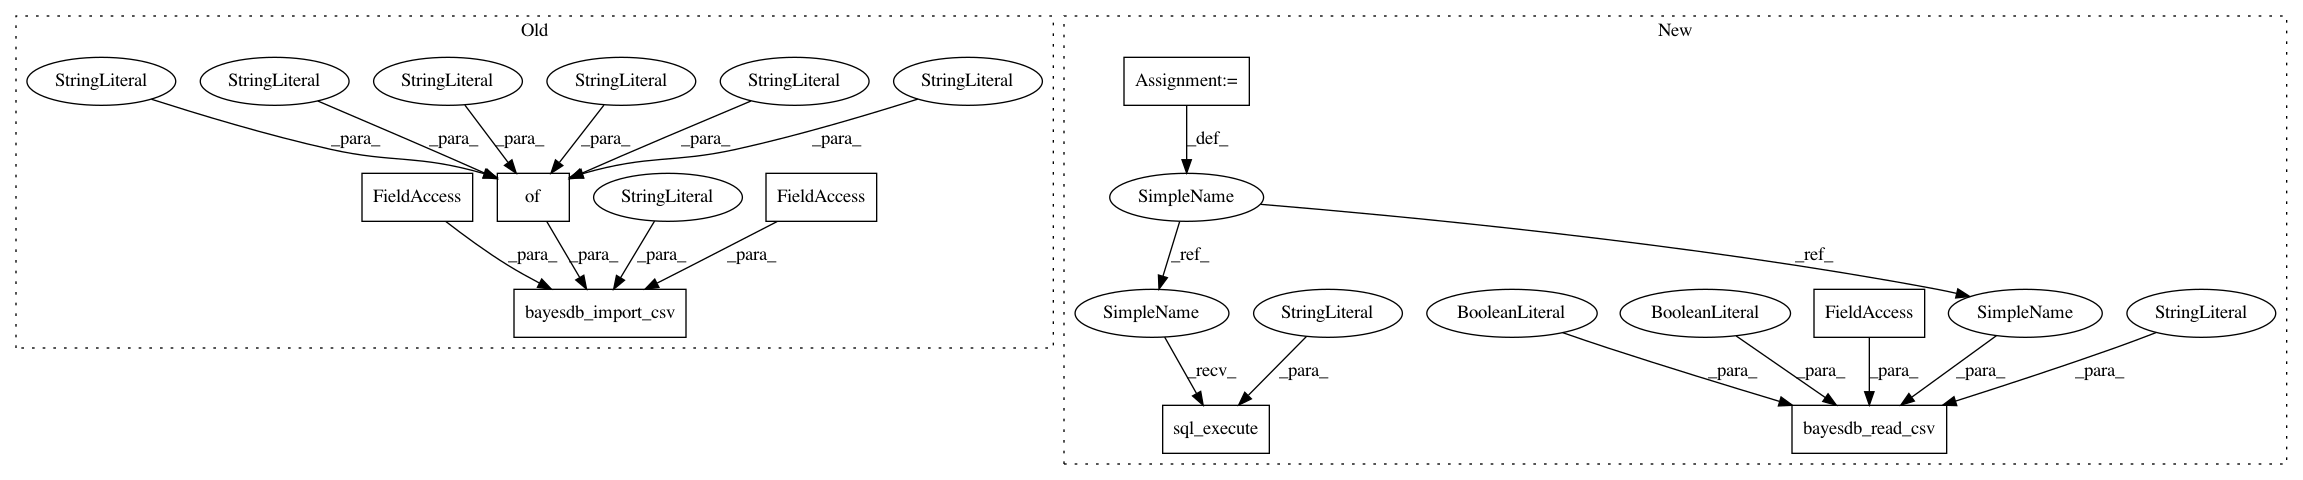 Old
New
StringLiteral StringLiteral StringLiteral StringLiteral StringLiteral StringLiteral
Assignment:=
_para_ _para_ _para_ _para_ _para_ _para_
_def_
FieldAccess of StringLiteral FieldAccess
SimpleName
_para_ _para_ _para_ _para_
_ref_ _ref_
bayesdb_import_csv
SimpleName StringLiteral BooleanLiteral BooleanLiteral FieldAccess SimpleName StringLiteral
_recv_ _para_ _para_ _para_ _para_ _para_ _para_
sql_execute bayesdb_read_csv